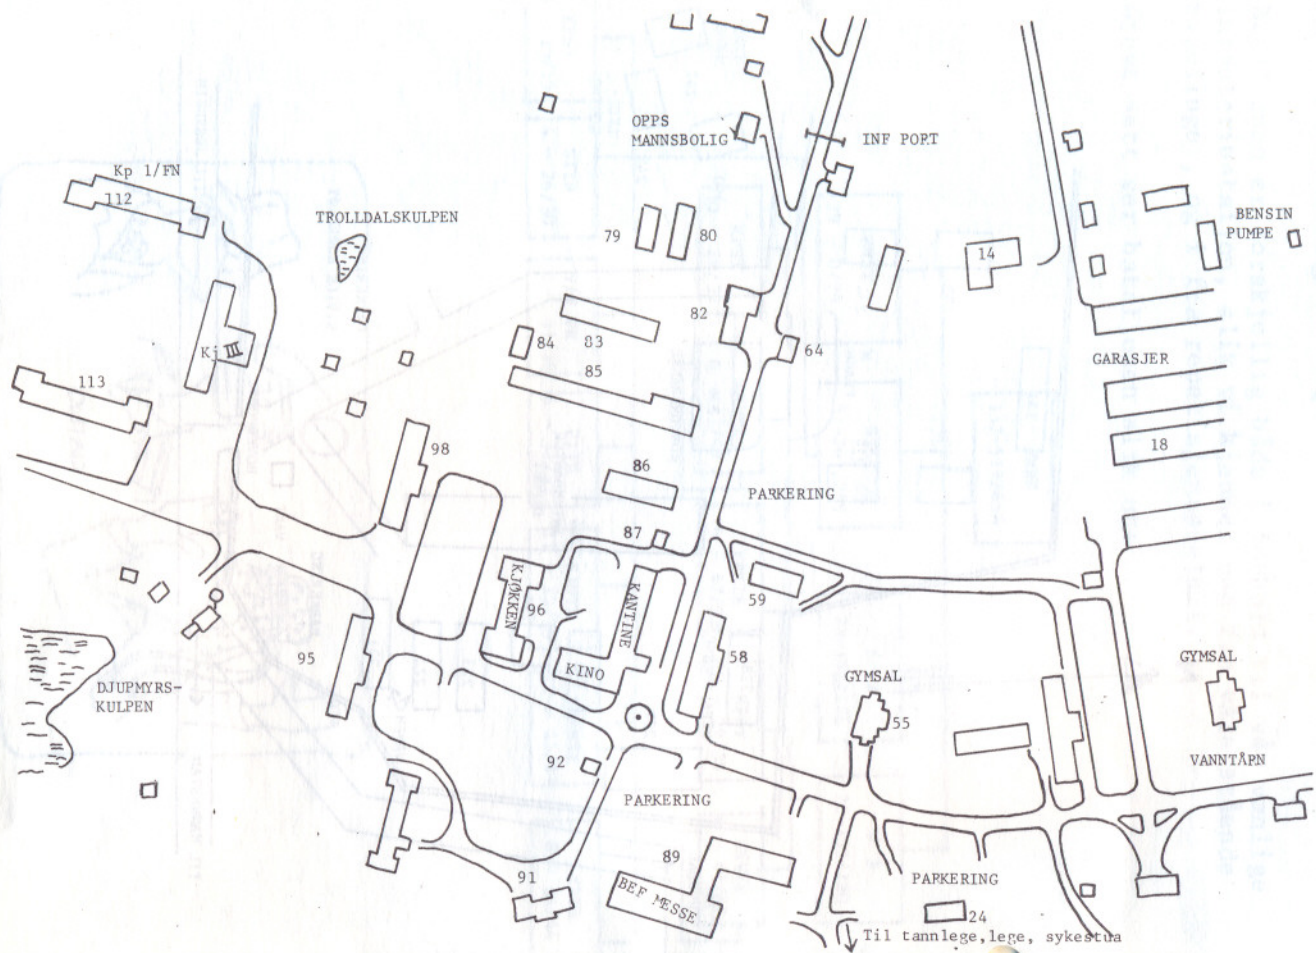 OPPS
MANNSBOLIG
INF PORT
Kp 1/FN
112
TROLLDALSKULPEN
79
80
14
BENSIN
PUMPE
82
84
83
64
85
Kj III
GARASJER
113
98
18
86
PARKERING
87
KJØKKEN
96
KANTINE
59
95
KINO
58
GYMSAL
55
GYMSAL
DJUPMYRS-
KULPEN
92
VANNTÅRN
PARKERING
89
91
BEF MESSE
PARKERING
24
Til tannlege, lege, sykestua